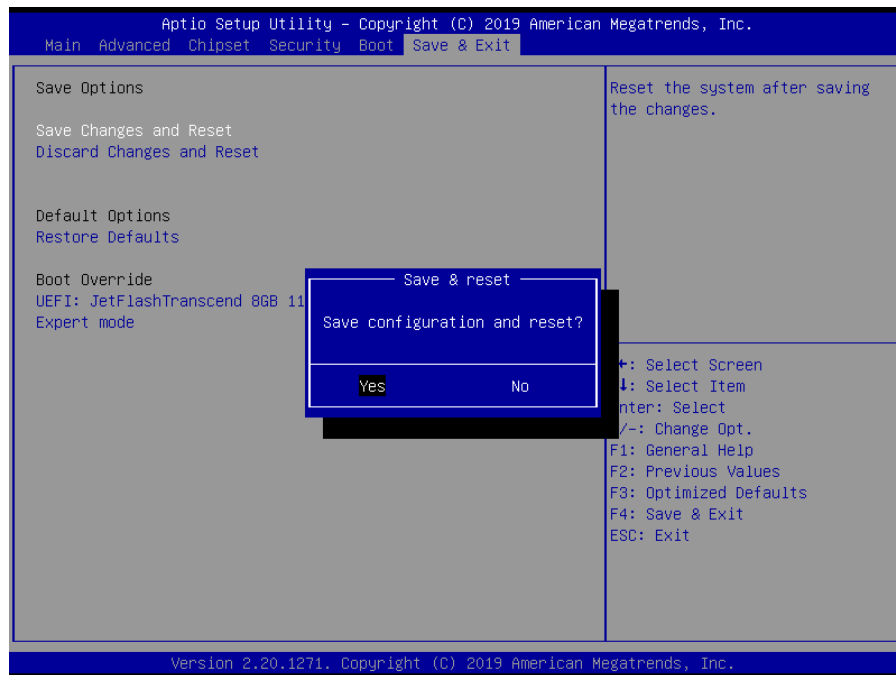 Aptio Setup Utility – Copyright (C) 2019 American Megatrends, Inc.
Main Advanced Chipset Security Boot Save & Exit
Save Options
Save Changes and Reset
Discard Changes and Reset
Default Options
Restore Defaults
Boot Override
UEFI: JetFlashTranscend 8GB 11
Expert mode
Save & reset
Save configuration and reset?
Yes No
Reset the system after saving
the changes.
←: Select Screen
↓: Select Item
nter: Select
/-: Change Opt.
F1: General Help
F2: Previous Values
F3: Optimized Defaults
F4: Save & Exit
ESC: Exit
Version 2.20.1271. Copyright (C) 2019 American Megatrends, Inc.